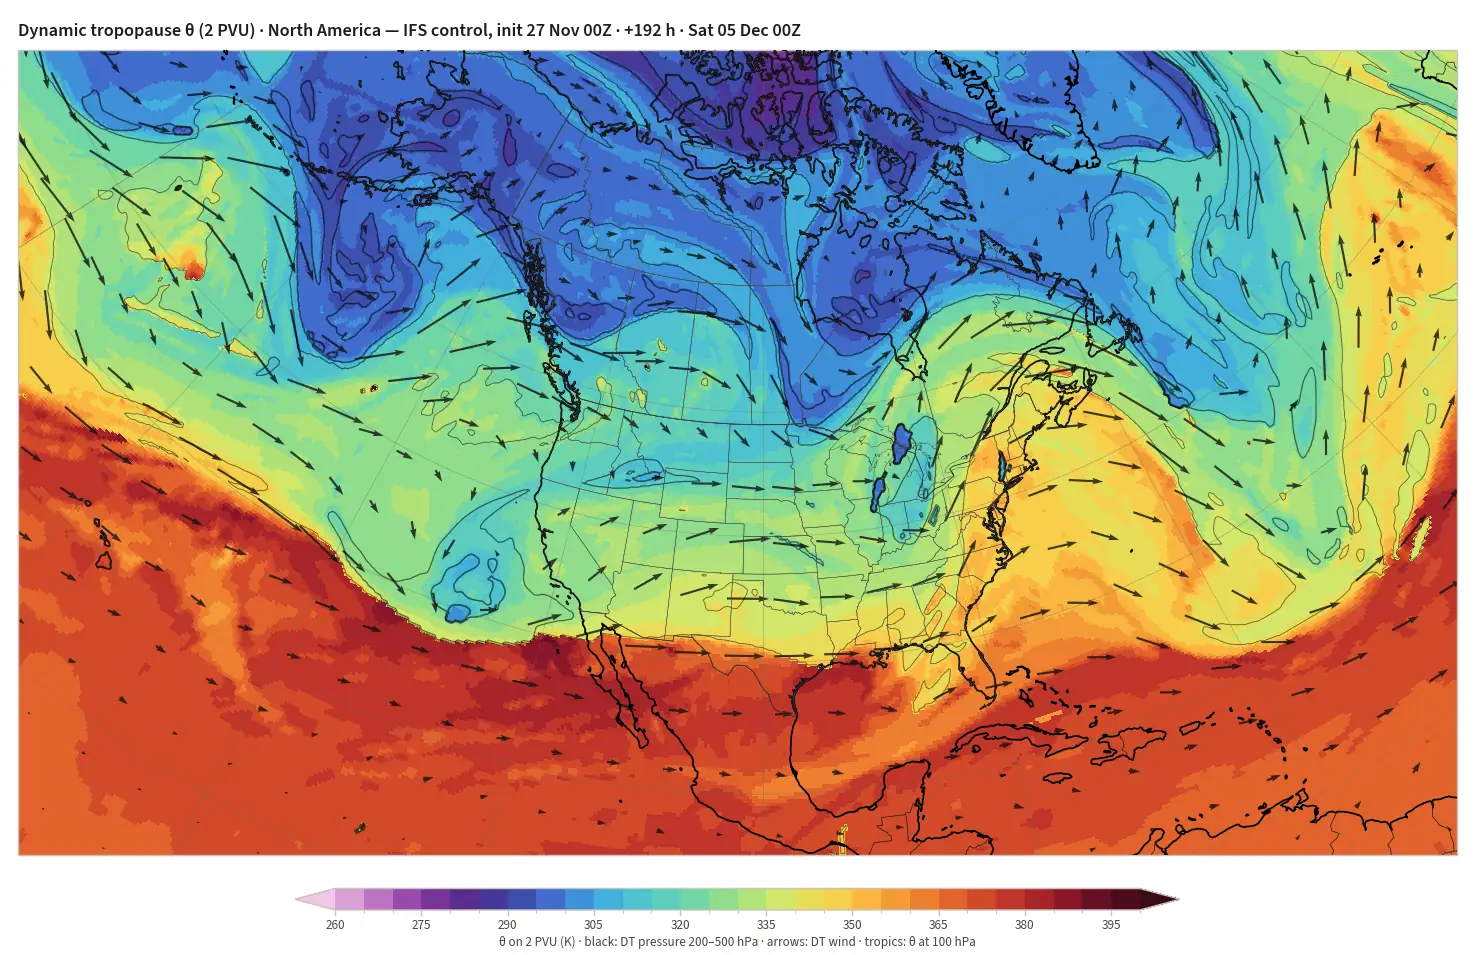 Dynamic tropopause θ (2 PVU) · North America — IFS control, init 27 Nov 00Z · +192 h · Sat 05 Dec 00Z
260 275 290 305 320 335 350 365 380 395
θ on 2 PVU (K) · black: DT pressure 200–500 hPa · arrows: DT wind · tropics: θ at 100 hPa